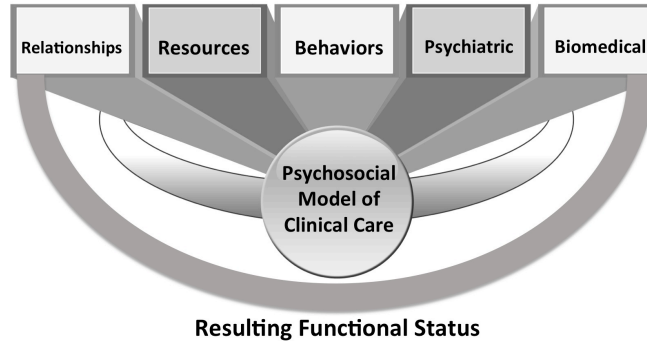 Relationships
Resources
Behaviors
Psychiatric
Biomedical
Psychosocial
Model of
Clinical Care
Resulting Functional Status